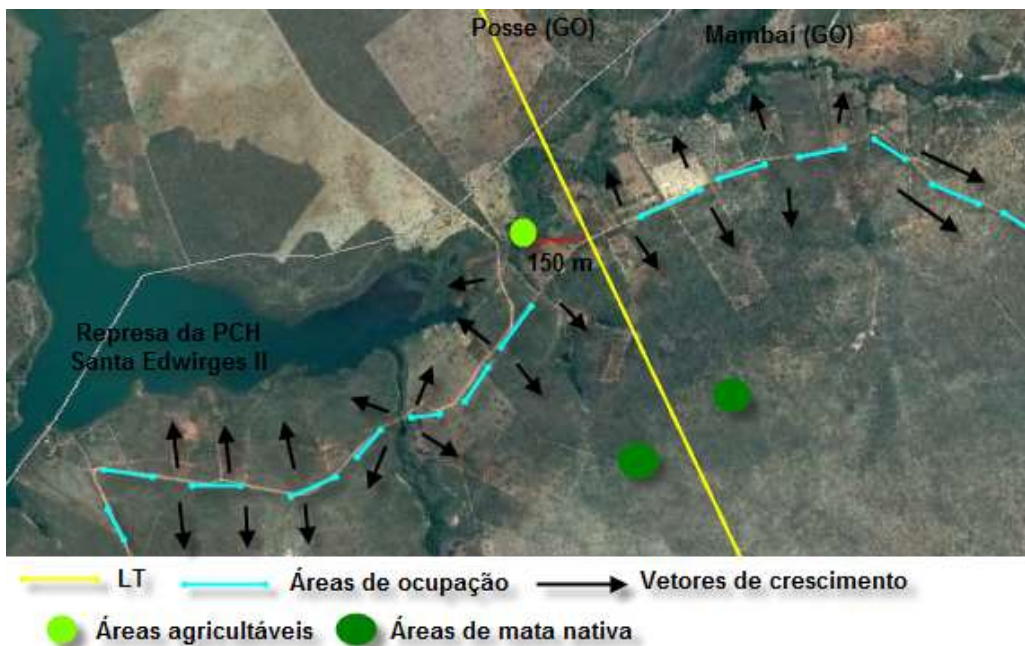 Posse (GO)
Mambaí (GO)
150 m
Represa da PCH
Santa Edwirges II
LT
Áreas de ocupação
Vetores de crescimento
Áreas agricultáveis
Áreas de mata nativa